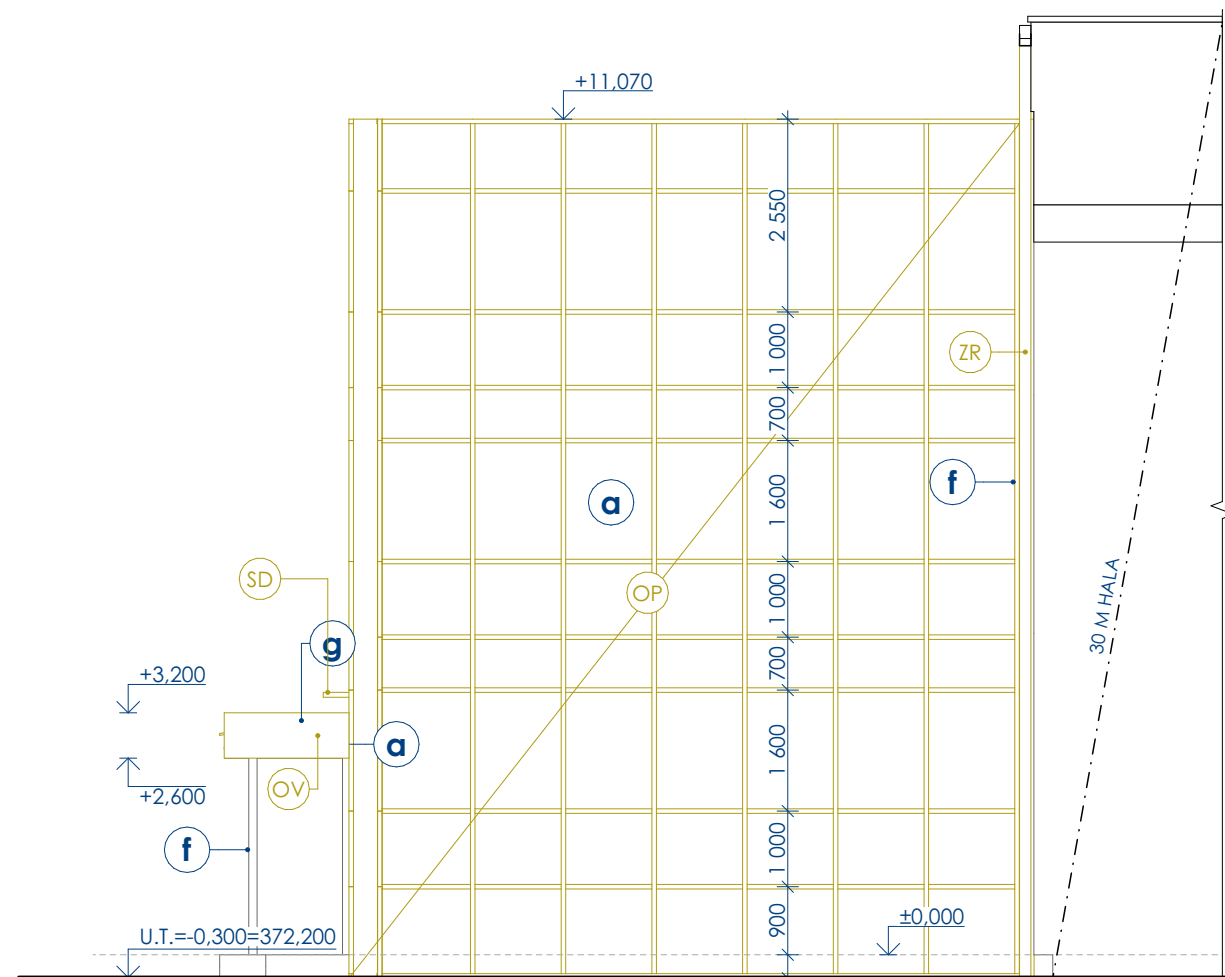 +11,070
2 550
1 000
ZR
700
f
1 600
a
SD
OP
1 000
30 M HALA
g
+3,200
700
a
1 600
OV
+2,600
f
1 000
900
±0,000
U.T.=-0,300=372,200